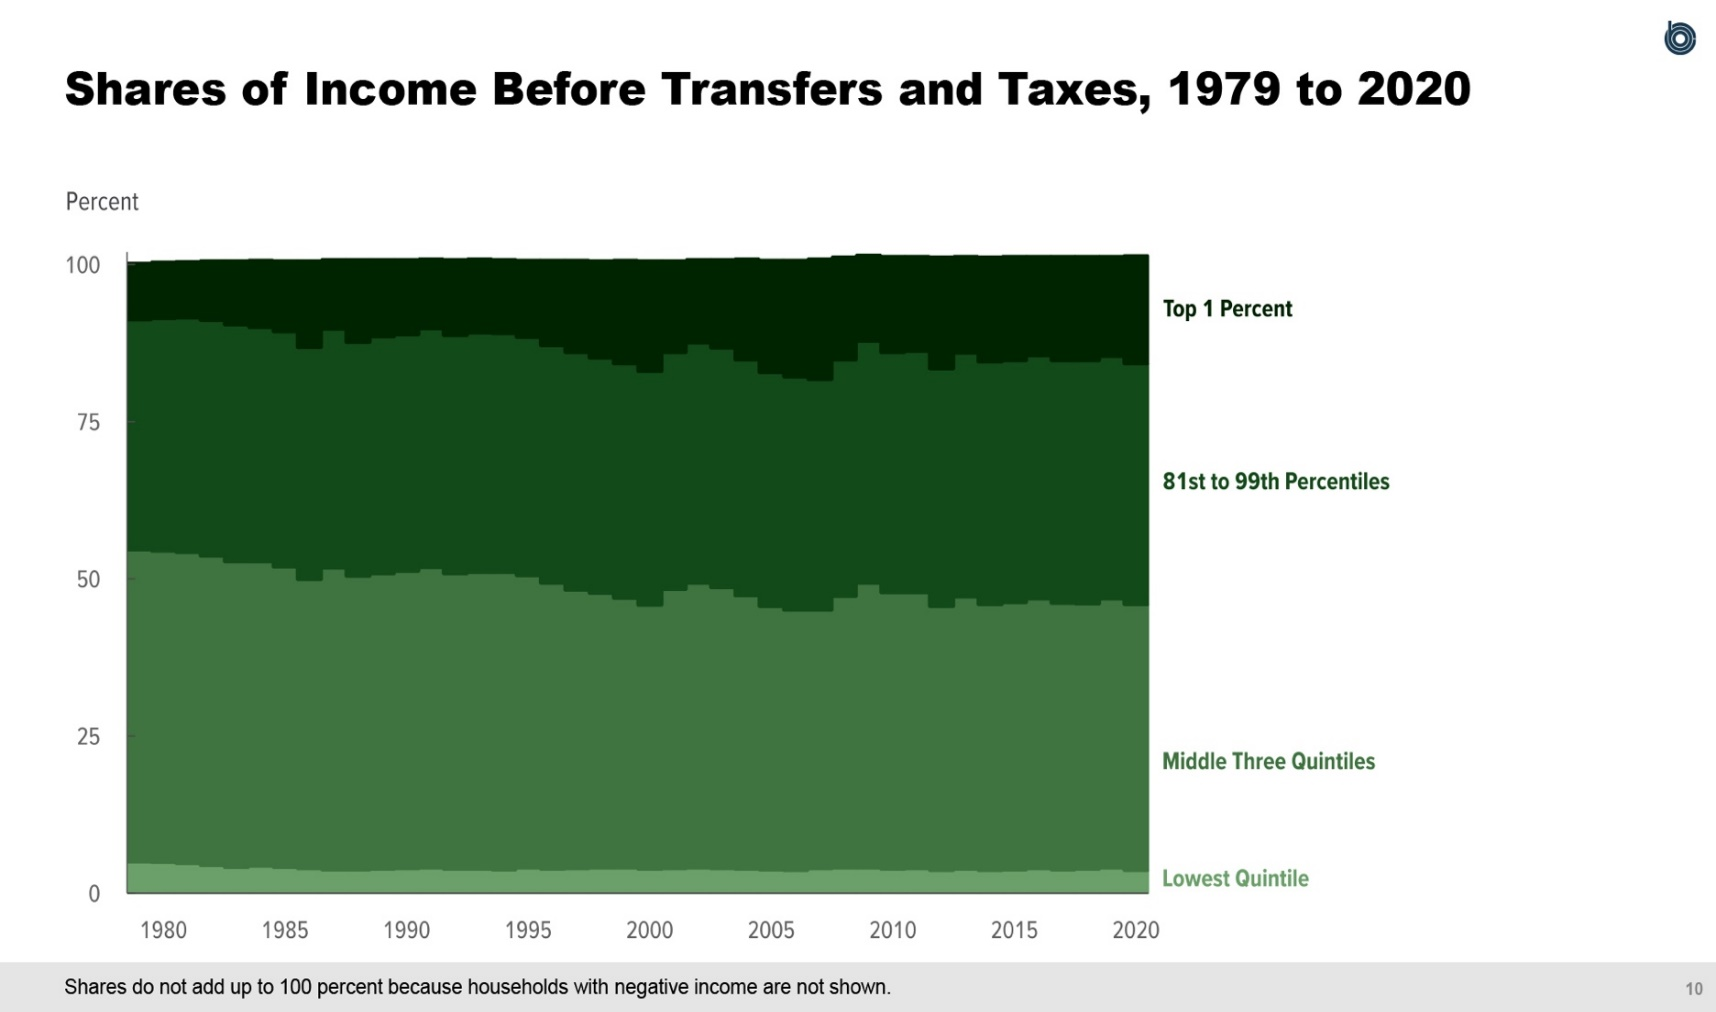 Shares of Income Before Transfers and Taxes, 1979 to 2020
Percent
100
75
50
25
0
Top 1 Percent
81st to 99th Percentiles
Middle Three Quintiles
Lowest Quintile
1980 1985 1990 1995 2000 2005 2010 2015 2020
Shares do not add up to 100 percent because households with negative income are not shown.
10